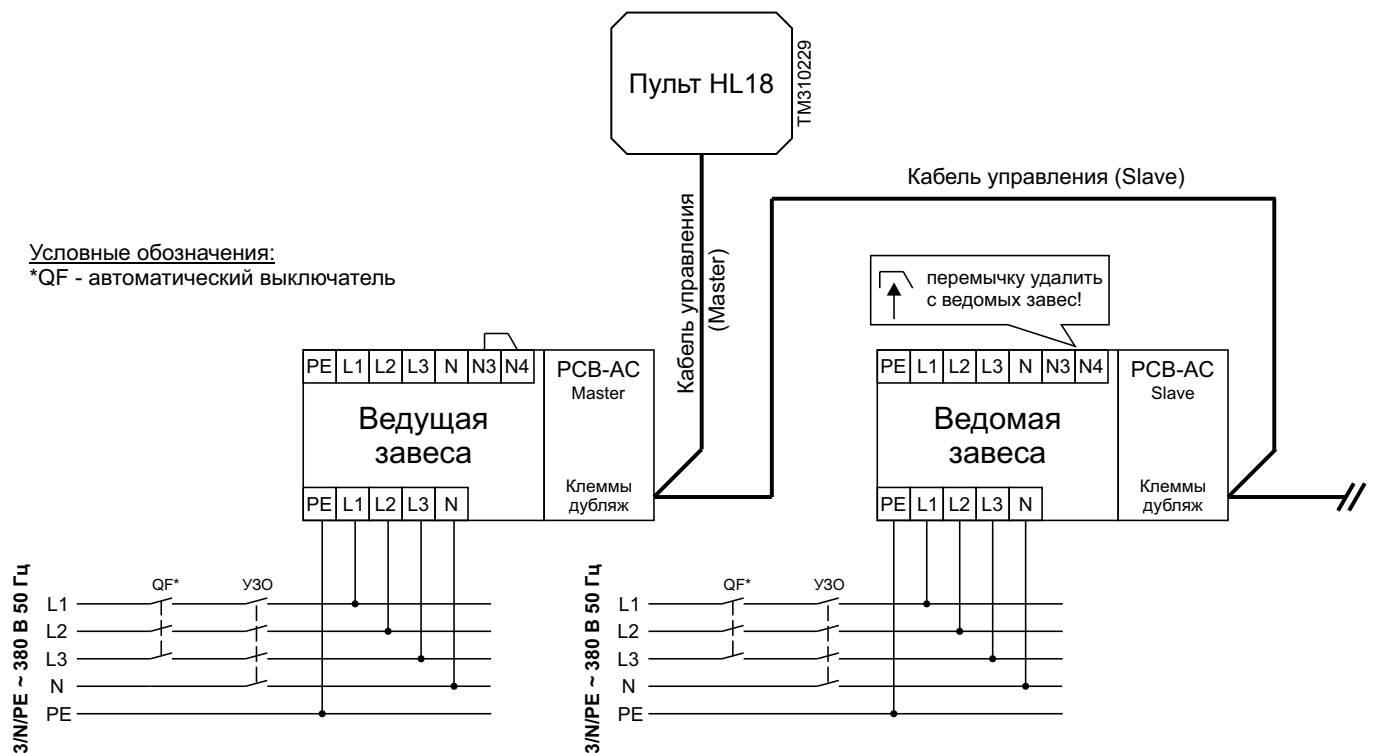 Пульт HL18
TM310229
Кабель управления (Slave)
Кабель управления
(Master)
Условные обозначения:
*QF - автоматический выключатель
перемычку удалить
с ведомых завес!
PE L1 L2 L3 N N3 N4
PCB-AC
Master
Ведущая
завеса
Клеммы
дубляж
PE L1 L2 L3 N
PE L1 L2 L3 N N3 N4
PCB-AC
Slave
Ведомая
завеса
Клеммы
дубляж
PE L1 L2 L3 N
3/N/PE ~ 380 В 50 Гц
QF* УЗО
L1
L2
L3
N
PE
3/N/PE ~ 380 В 50 Гц
QF* УЗО
L1
L2
L3
N
PE